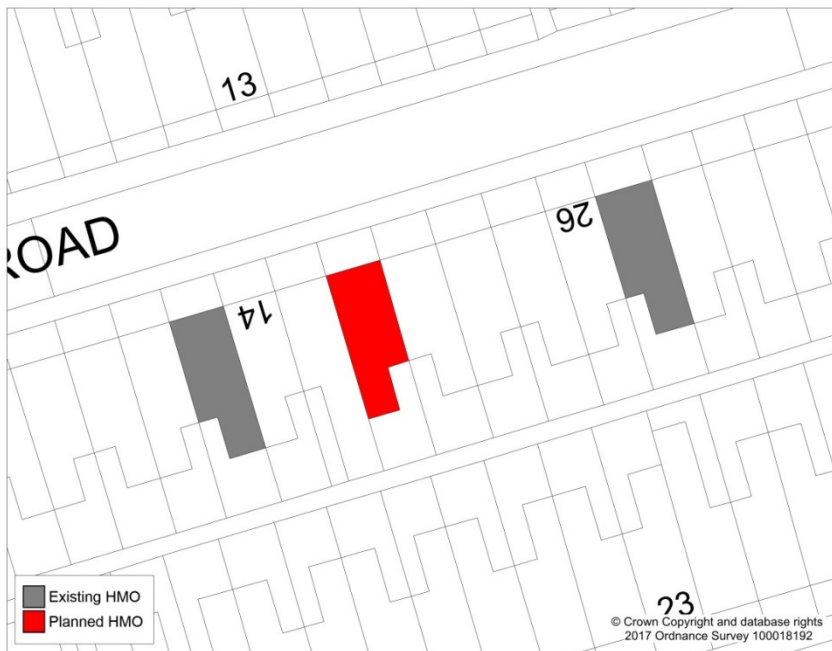 13
ROAD
14
26
23
Existing HMO
Planned HMO
© Crown Copyright and database rights
2017 Ordnance Survey 100018192